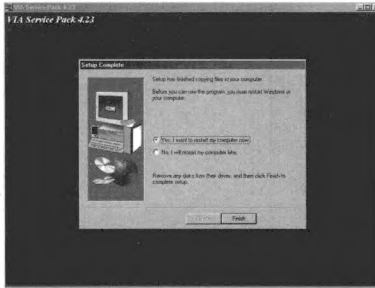 VIA Service Pack 4.23
VIA Service Pack 4.23
Setup Complete
Setup has finished copying files to your computer.
Before you can use the program, you must restart Windows or
your computer.
Yes, I want to restart my computer now.
No, I will restart my computer later.
Remove any disks from their drives, and then click Finish to
complete setup.
Finish